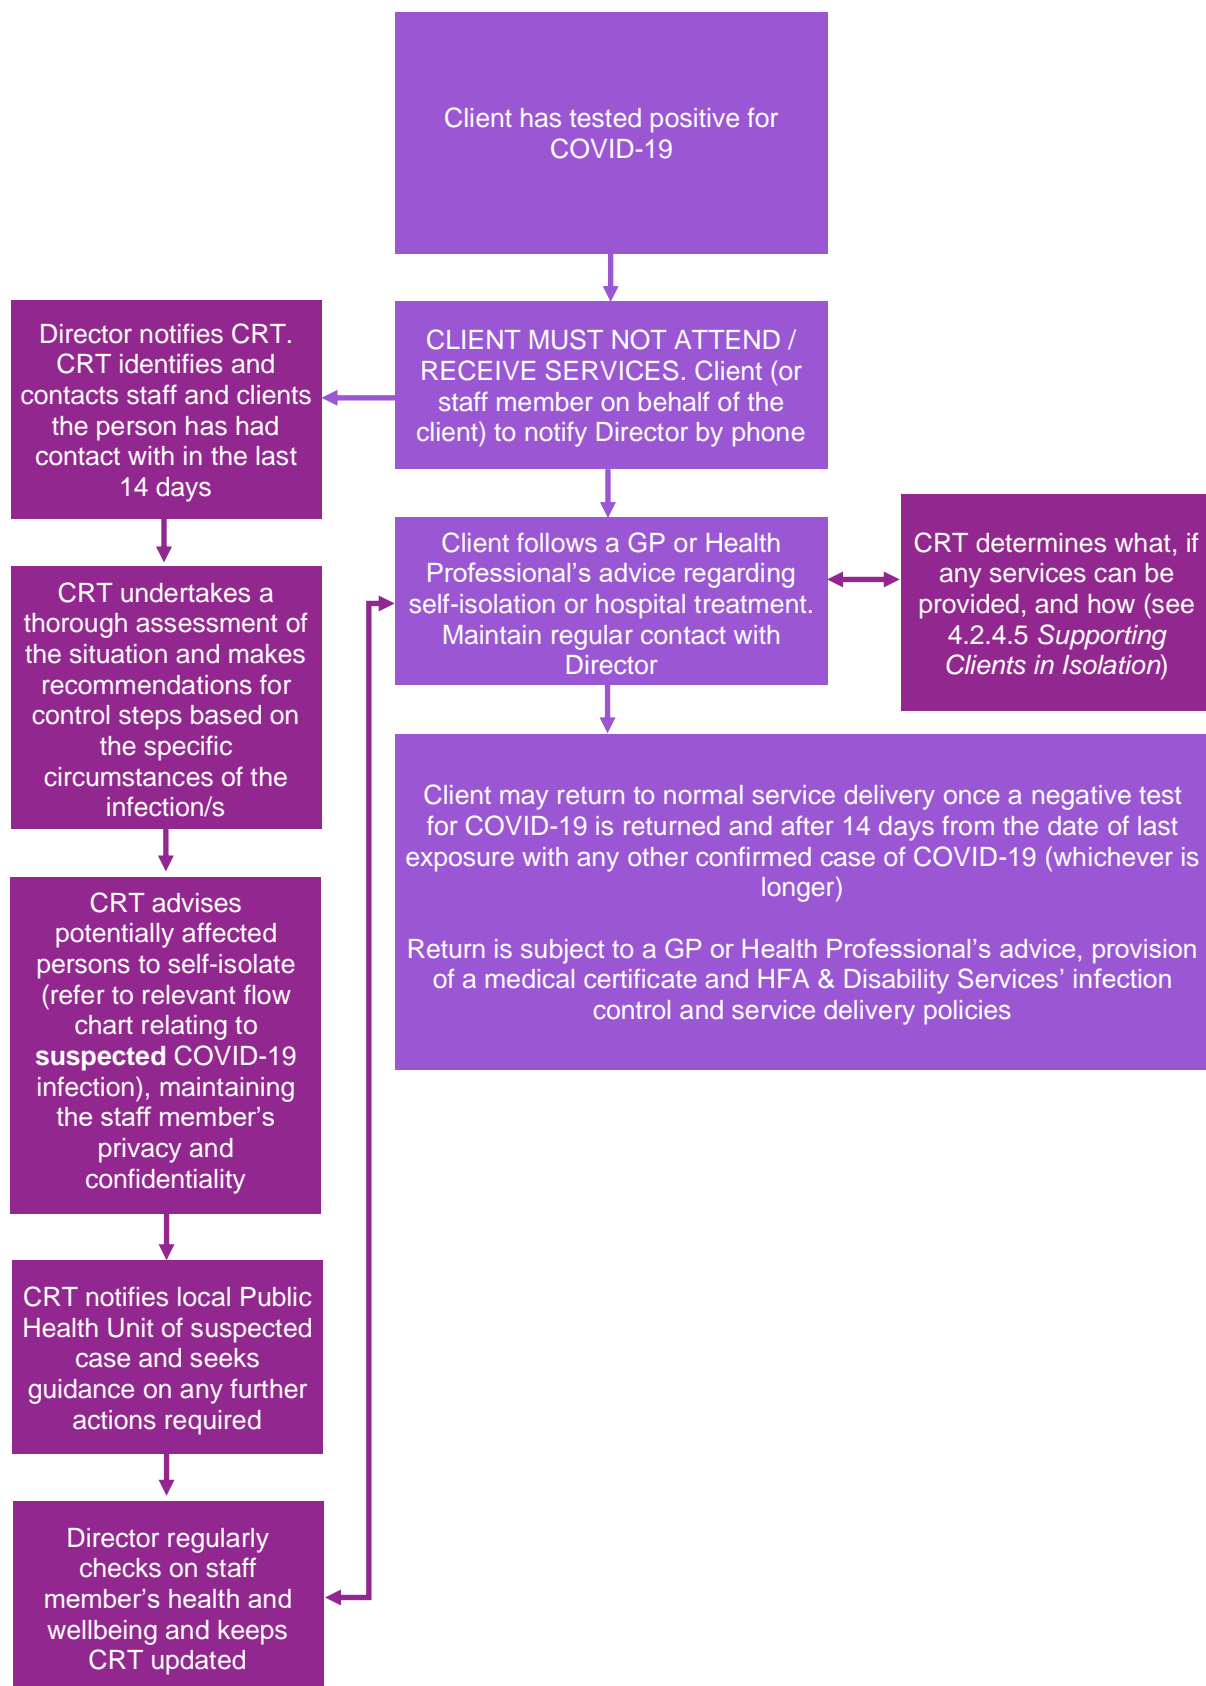 Client has tested positive for
COVID-19
CLIENT MUST NOT ATTEND /
RECEIVE SERVICES. Client (or
staff member on behalf of the
client) to notify Director by phone
Director notifies CRT.
CRT identifies and
contacts staff and clients
the person has had
contact with in the last
14 days
Client follows a GP or Health
Professional’s advice regarding
self-isolation or hospital treatment.
Maintain regular contact with
Director
CRT determines what, if
any services can be
provided, and how (see
4.2.4.5 Supporting
Clients in Isolation)
CRT undertakes a
thorough assessment of
the situation and makes
recommendations for
control steps based on
the specific
circumstances of the
infection/s
Client may return to normal service delivery once a negative test
for COVID-19 is returned and after 14 days from the date of last
exposure with any other confirmed case of COVID-19 (whichever is
longer)
Return is subject to a GP or Health Professional’s advice, provision
of a medical certificate and HFA & Disability Services’ infection
control and service delivery policies
CRT advises
potentially affected
persons to self-isolate
(refer to relevant flow
chart relating to
suspected COVID-19
infection), maintaining
the staff member’s
privacy and
confidentiality
CRT notifies local Public
Health Unit of suspected
case and seeks
guidance on any further
actions required
Director regularly
checks on staff
member’s health and
wellbeing and keeps
CRT updated